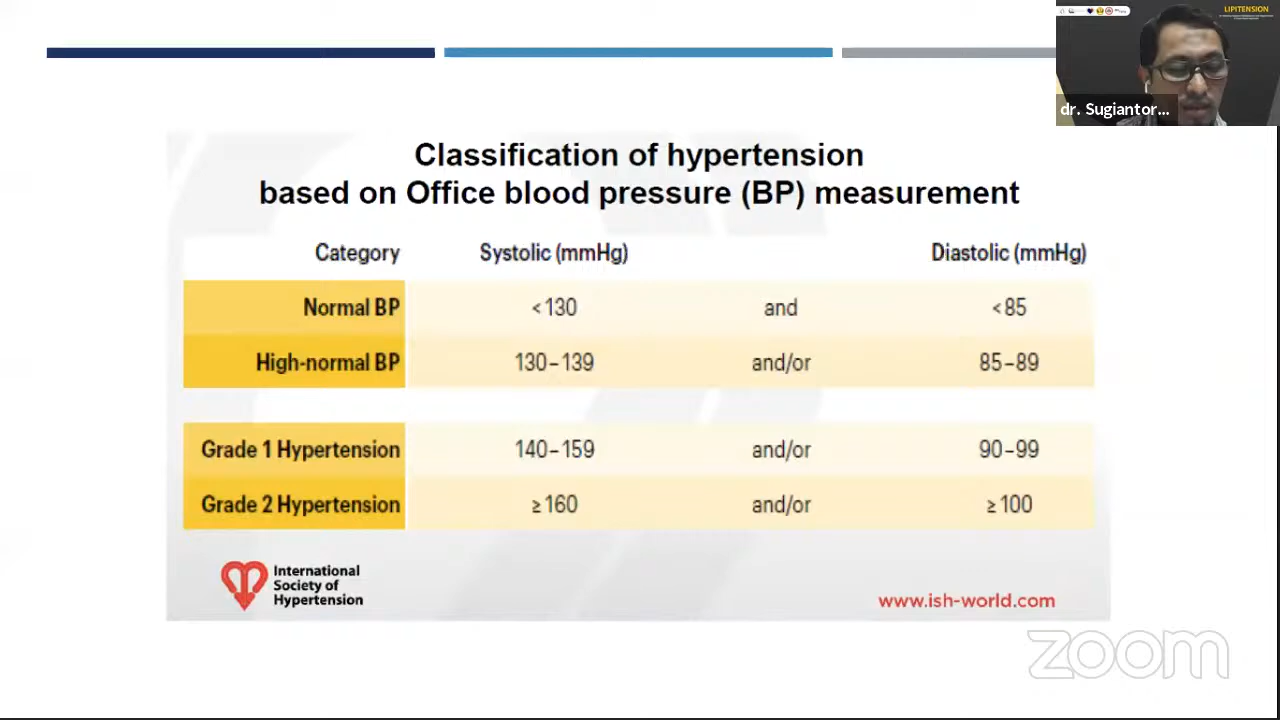 LIPITENSION
dr. Sugiantor...
Classification of hypertension
based on Office blood pressure (BP) measurement
Category Systolic (mmHg) Diastolic (mmHg)
Normal BP <130 and <85
High-normal BP 130–139 and/or 85–89
Grade 1 Hypertension 140–159 and/or 90–99
Grade 2 Hypertension ≥160 and/or ≥100
International
Society of
Hypertension
www.ish-world.com
zoom